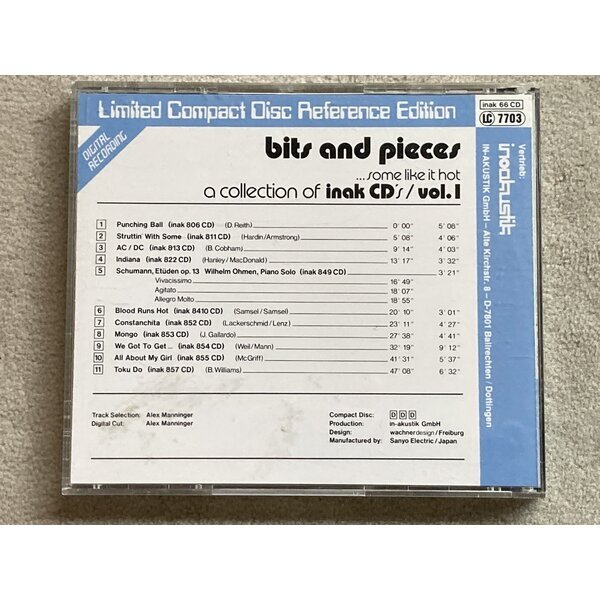 Limited Compact Disc Reference Edition
inak 66 CD
LC 7703
DIGITAL RECORDING
bits and pieces
...some like it hot
a collection of inak CD's / vol. 1
1 Punching Ball (inak 806 CD) (D. Reith) 0' 00" 5' 08"
2 Struttin' With Some (inak 811 CD) (Hardin/Armstrong) 5' 08" 4' 06"
3 AC / DC (inak 813 CD) (B. Cobham) 9' 14" 4' 03"
4 Indiana (inak 822 CD) (Hanley / MacDonald) 13' 17" 3' 32"
5 Schumann, Etüden op. 13 Wilhelm Ohmen, Piano Solo (inak 849 CD) 3' 21"
Vivacissimo 16' 49"
Agitato 18' 07"
Allegro Molto 18' 55"
6 Blood Runs Hot (inak 8410 CD) (Samsel / Samsel) 20' 10" 3' 01"
7 Constanchita (inak 852 CD) (Lackerschmid / Lenz) 23' 11" 4' 27"
8 Mongo (inak 853 CD) (J. Gallardo) 27' 38" 4' 41"
9 We Got To Get... (inak 854 CD) (Weil / Mann) 32' 19" 9' 12"
10 All About My Girl (inak 855 CD) (McGriff) 41' 31" 5' 37"
11 Toku Do (inak 857 CD) (B. Williams) 47' 08" 6' 32"
Track Selection: Alex Manninger
Digital Cut: Alex Manninger
Compact Disc: D D D
Production: in-akustik GmbH
Design: wachnerdesign / Freiburg
Manufactured by: Sanyo Electric / Japan
Vertrieb:
inakustik
IN-AKUSTIK GmbH – Alte Kirchstr. 8 – D-7801 Ballrechten / Dottingen